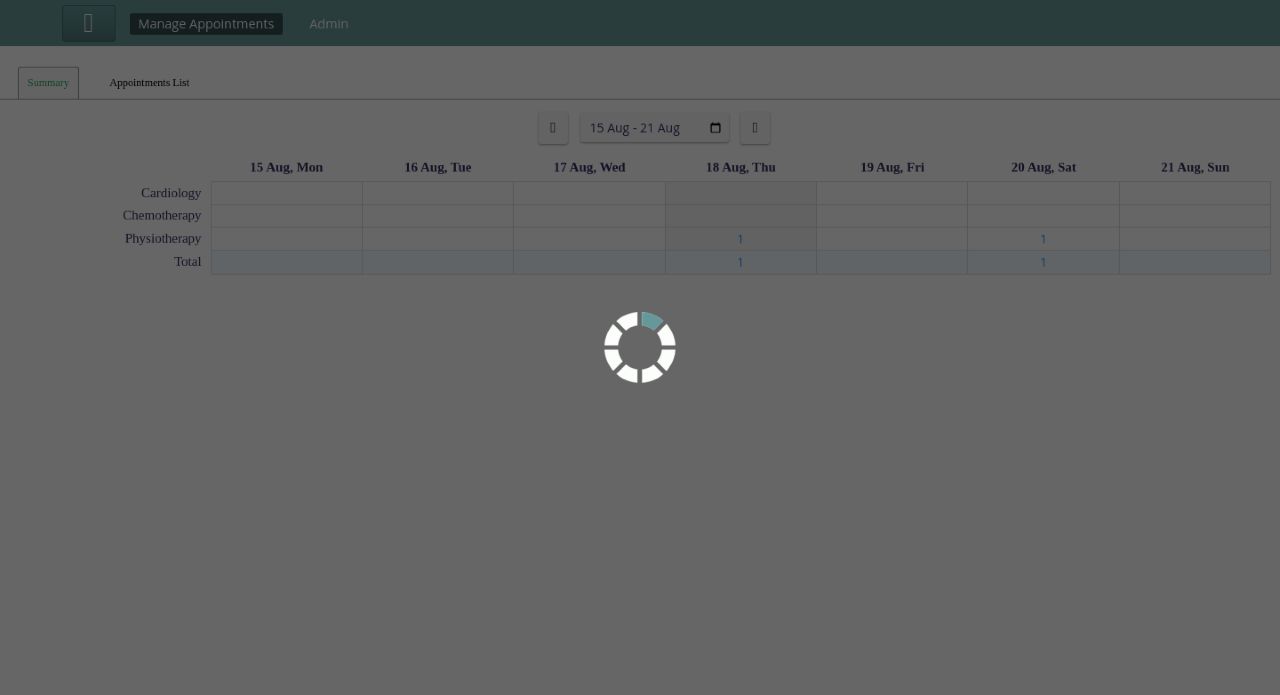 Manage Appointments Admin
Summary Appointments List
15 Aug - 21 Aug
15 Aug, Mon 16 Aug, Tue 17 Aug, Wed 18 Aug, Thu 19 Aug, Fri 20 Aug, Sat 21 Aug, Sun
Cardiology
Chemotherapy
Physiotherapy 1 1
Total 1 1